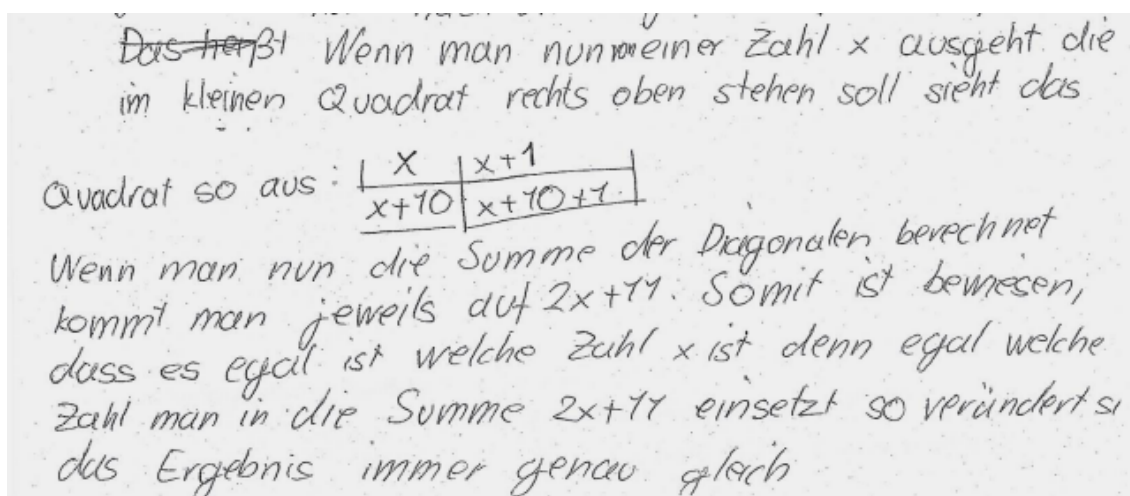 Das heißt Wenn man nun von einer Zahl x ausgeht die
im kleinen Quadrat rechts oben stehen soll sieht das
x x+1
Quadrat so aus:
x+10 x+10+1
Wenn man nun die Summe der Diagonalen berechnet
kommt man jeweils auf 2x+11. Somit ist bewiesen,
dass es egal ist welche Zahl x ist denn egal welche
Zahl man in die Summe 2x+11 einsetzt so verändert si
das Ergebnis immer genau gleich